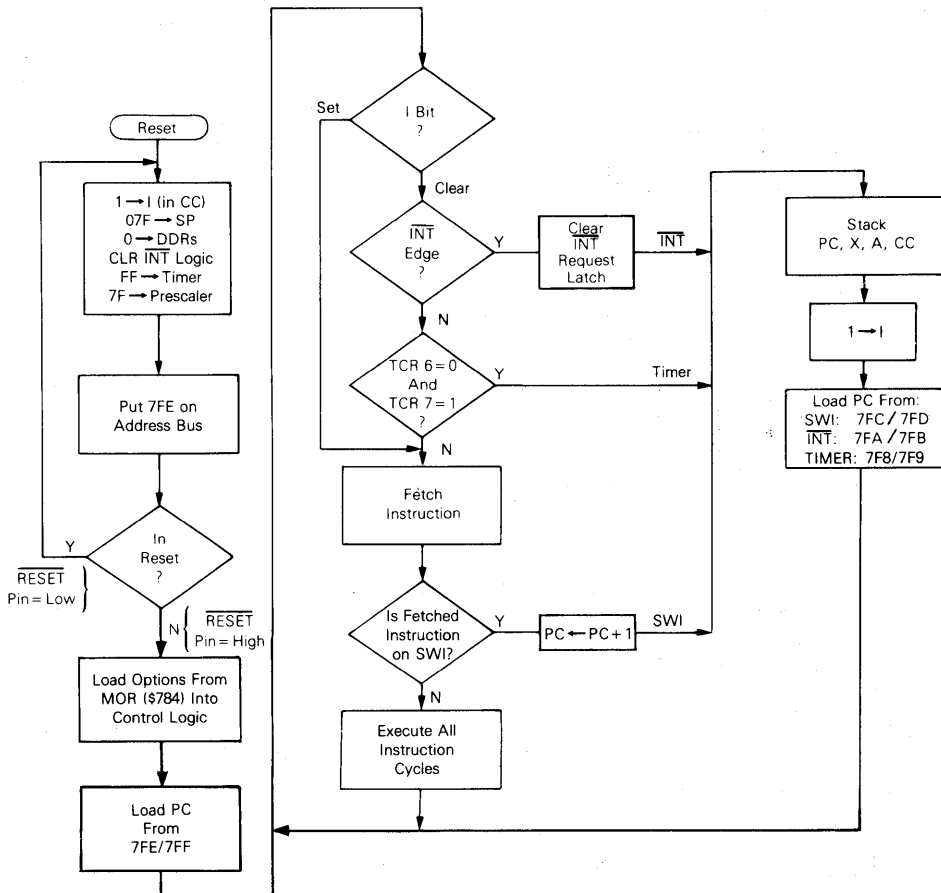 Reset
1→I (in CC)
07F→SP
0→DDRs
CLR INT Logic
FF→Timer
7F→Prescaler
Put 7FE on
Address Bus
In
Reset
?
Y
RESET
Pin=Low
N
RESET
Pin=High
Load Options From
MOR ($784) Into
Control Logic
Load PC
From
7FE/7FF
I Bit
?
Set
Clear
INT
Edge
?
Y
Clear
INT
Request
Latch
INT
N
TCR 6=0
And
TCR 7=1
?
Y
Timer
N
Fetch
Instruction
Is Fetched
Instruction
on SWI?
Y
PC←PC+1
SWI
N
Execute All
Instruction
Cycles
Stack
PC, X, A, CC
1→I
Load PC From:
SWI: 7FC/7FD
INT: 7FA/7FB
TIMER: 7F8/7F9